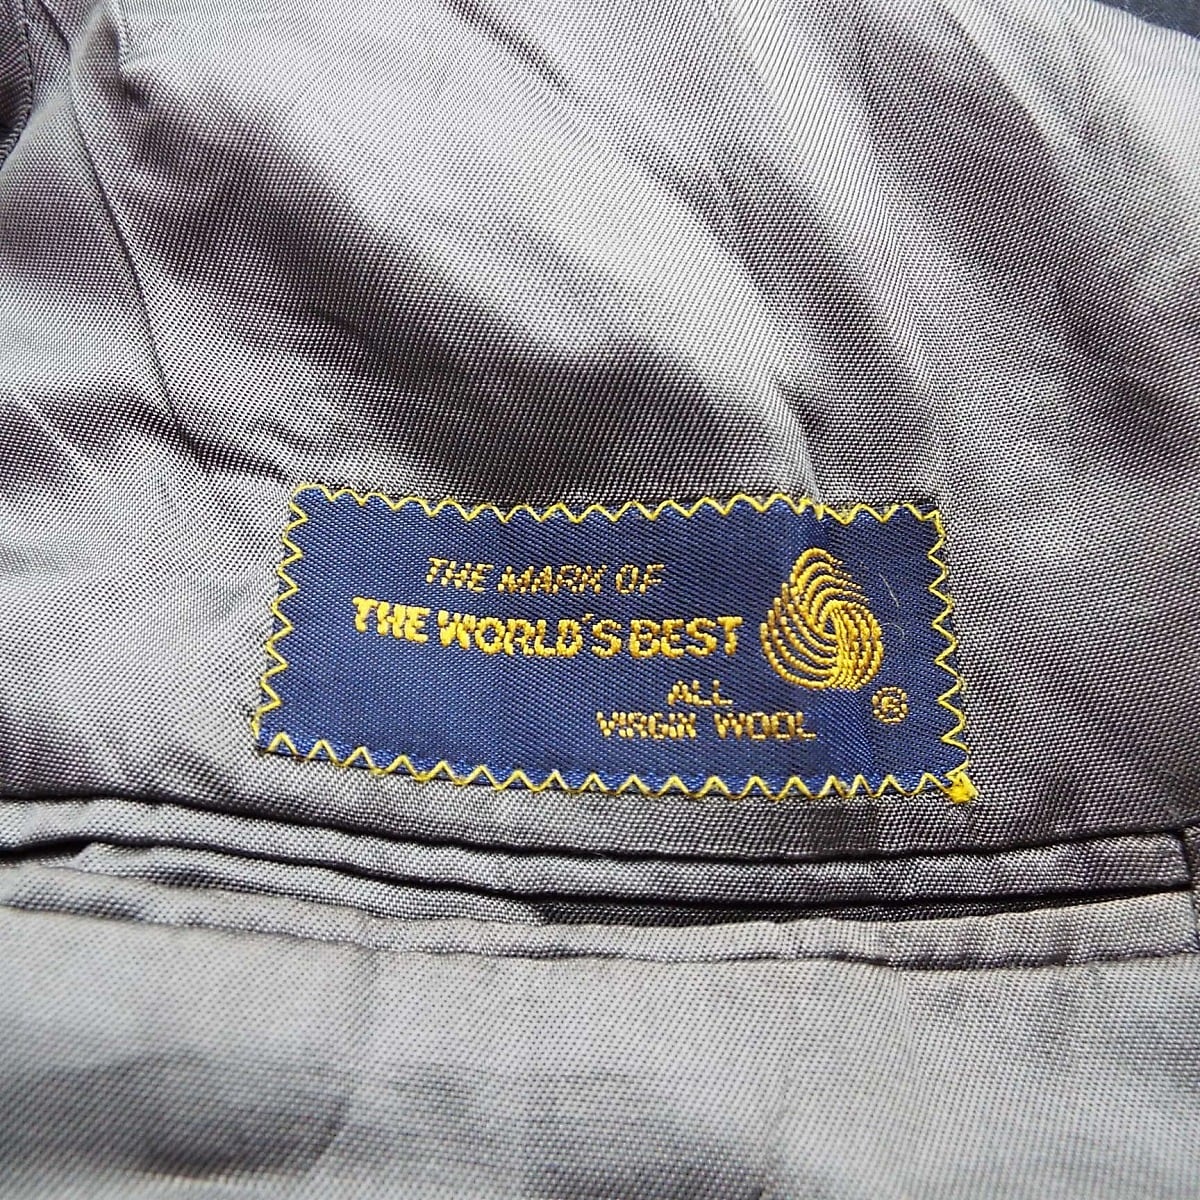 THE MARK OF
THE WORLD'S BEST
ALL
VIRGIN WOOL
®